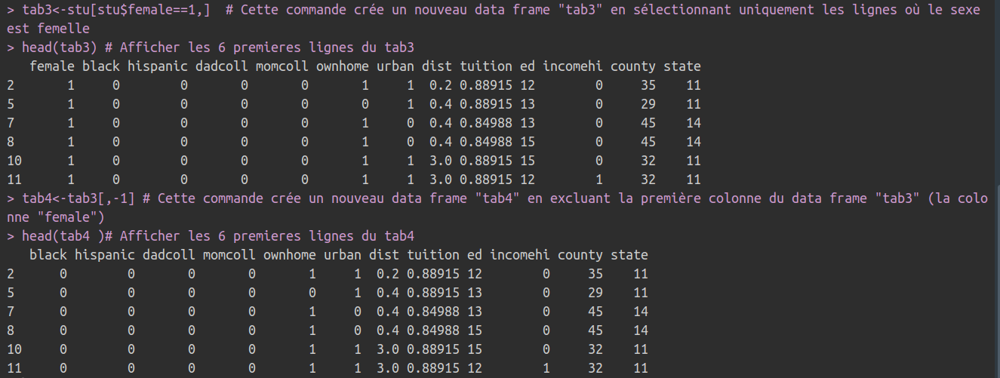 > tab3<-stu[stu$female==1,]  # Cette commande crée un nouveau data frame "tab3" en sélectionnant uniquement les lignes où le sexe
est femelle
> head(tab3) # Afficher les 6 premieres lignes du tab3
   female black hispanic dadcoll momcoll ownhome urban dist tuition ed incomehi county state
2       1     0        0       0       0       1     1  0.2 0.88915 12        0     35    11
5       1     0        0       0       0       0     1  0.4 0.88915 13        0     29    11
7       1     0        0       0       0       1     0  0.4 0.84988 13        0     45    14
8       1     0        0       0       0       1     0  0.4 0.84988 15        0     45    14
10      1     0        0       0       0       1     1  3.0 0.88915 15        0     32    11
11      1     0        0       0       0       1     1  3.0 0.88915 12        1     32    11
> tab4<-tab3[,-1] # Cette commande crée un nouveau data frame "tab4" en excluant la première colonne du data frame "tab3" (la colo
nne "female")
> head(tab4 )# Afficher les 6 premieres lignes du tab4
   black hispanic dadcoll momcoll ownhome urban dist tuition ed incomehi county state
2      0        0       0       0       1     1  0.2 0.88915 12        0     35    11
5      0        0       0       0       0     1  0.4 0.88915 13        0     29    11
7      0        0       0       0       1     0  0.4 0.84988 13        0     45    14
8      0        0       0       0       1     0  0.4 0.84988 15        0     45    14
10     0        0       0       0       1     1  3.0 0.88915 15        0     32    11
11     0        0       0       0       1     1  3.0 0.88915 12        1     32    11